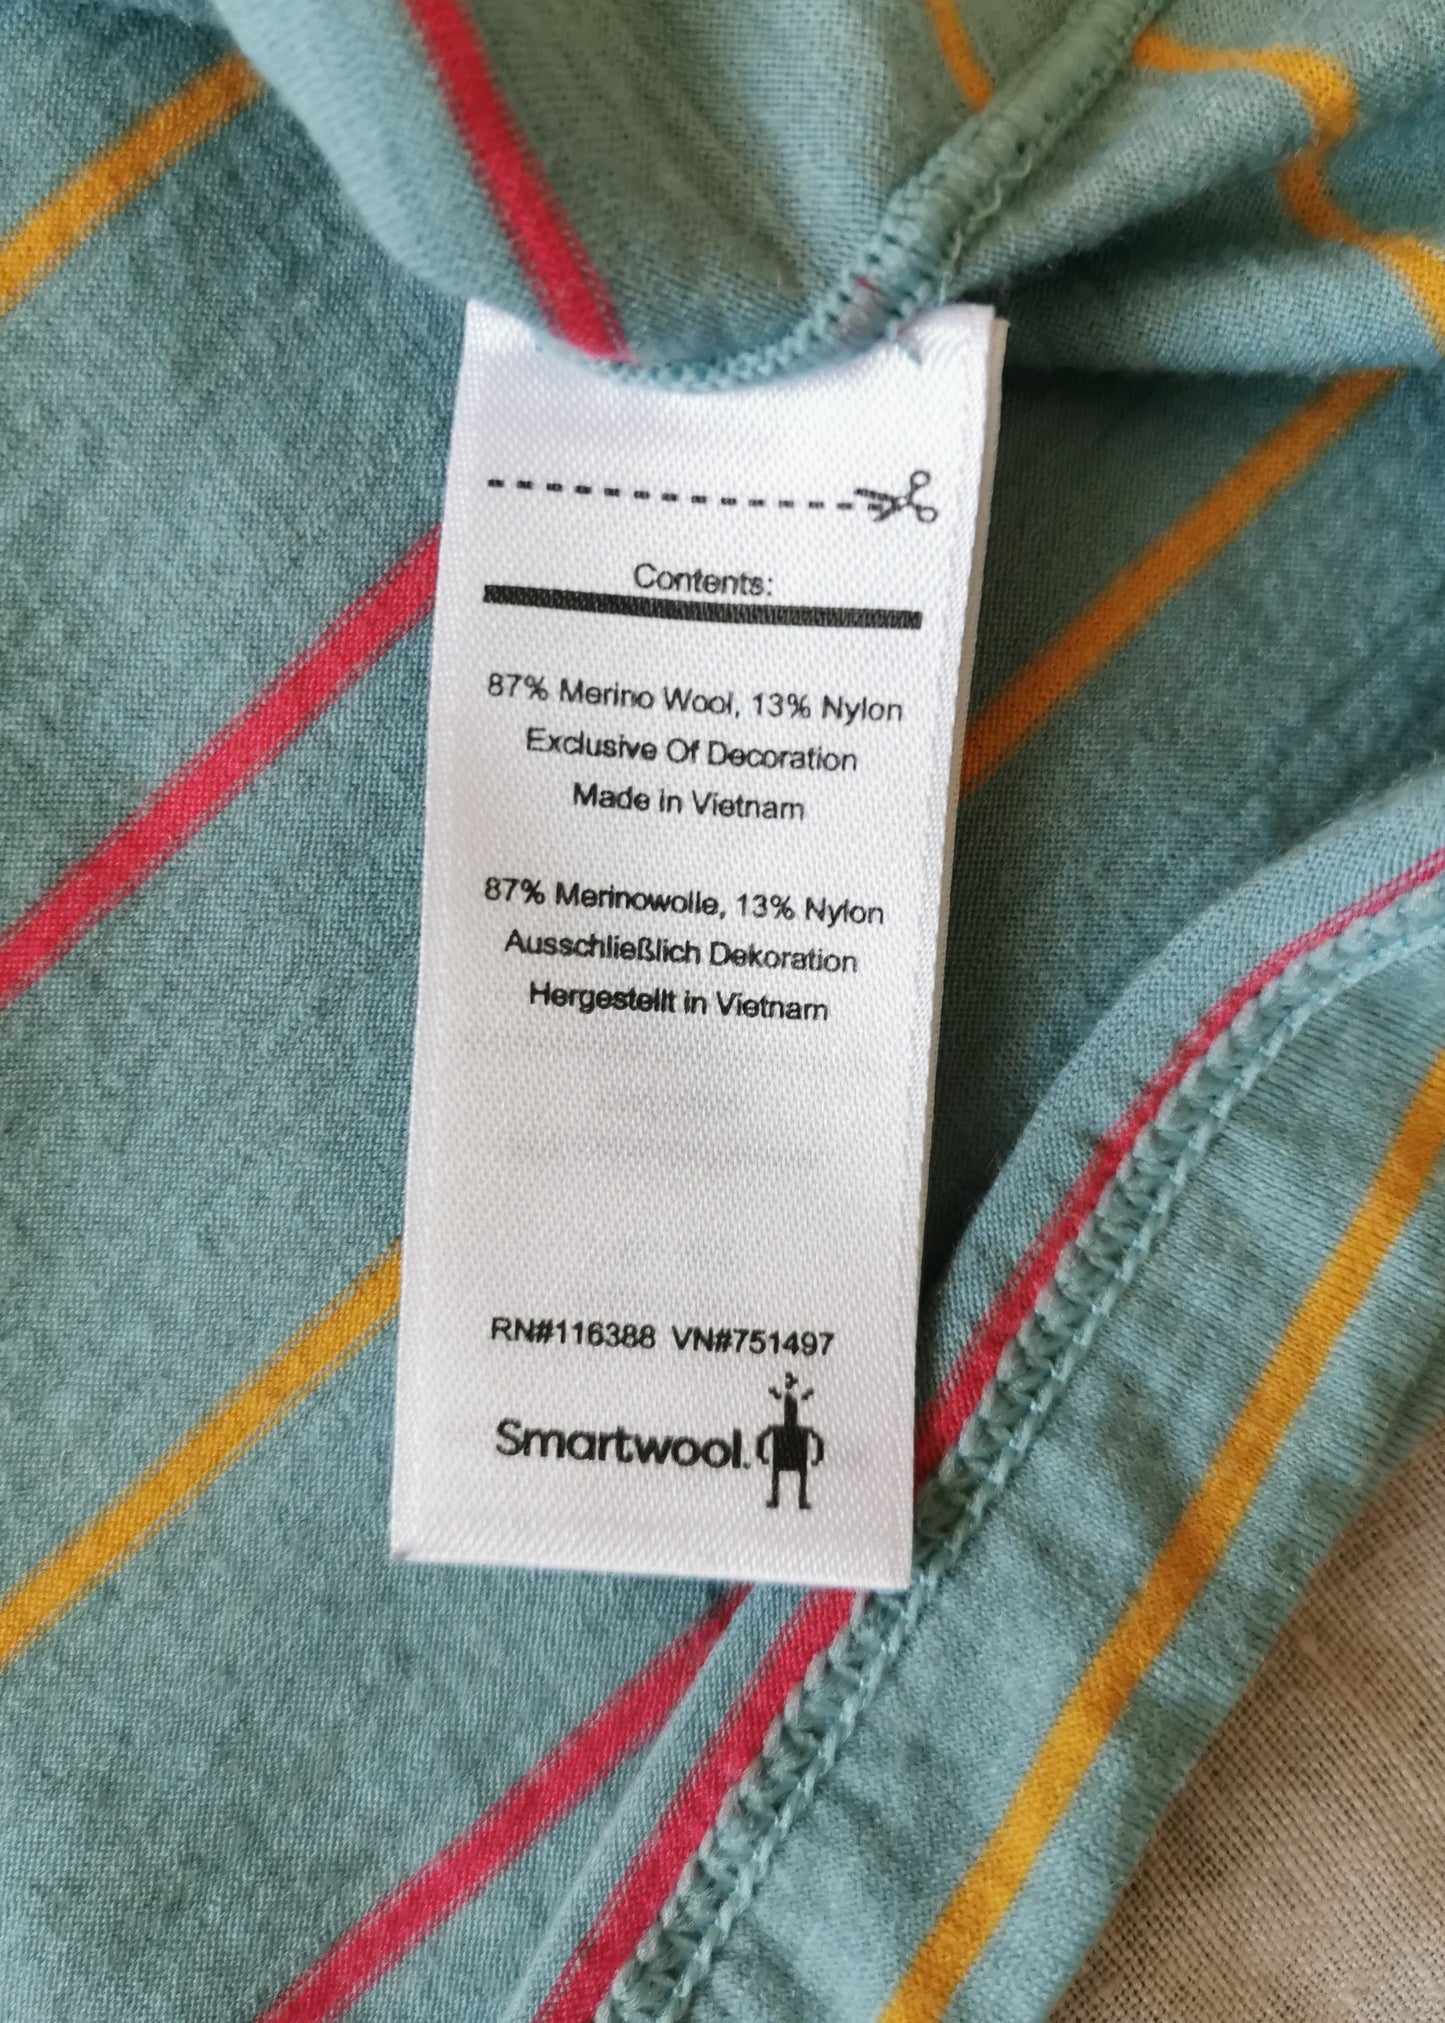 Contents:
87% Merino Wool, 13% Nylon
Exclusive Of Decoration
Made in Vietnam
87% Merinowolle, 13% Nylon
Ausschließlich Dekoration
Hergestellt in Vietnam
RN#116388 VN#751497
Smartwool.